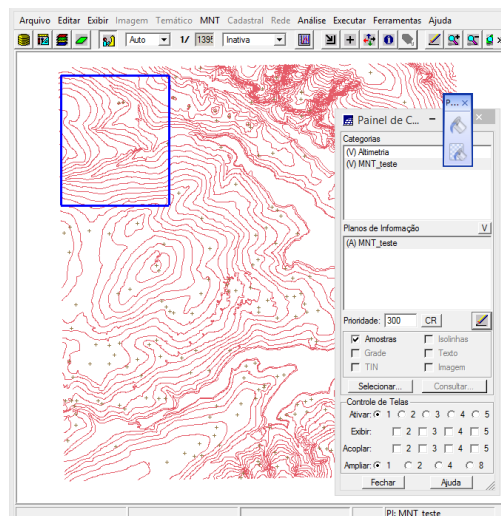 Arquivo Editar Exibir Imagem Temático MNT Cadastral Rede Análise Executar Ferramentas Ajuda
Auto 1/ 1395 Inativa
P... ×
Painel de C...
Categorias
(V) Altimetria
(V) MNT_teste
Planos de Informação V
(A) MNT_teste
Prioridade: 300 CR
Amostras Isolinhas
Grade Texto
TIN Imagem
Selecionar... Consultar...
Controle de Telas
Ativar: 1 2 3 4 5
Exibir: 2 3 4 5
Acoplar: 2 3 4 5
Ampliar: 1 2 4 8
Fechar Ajuda
PI: MNT_teste